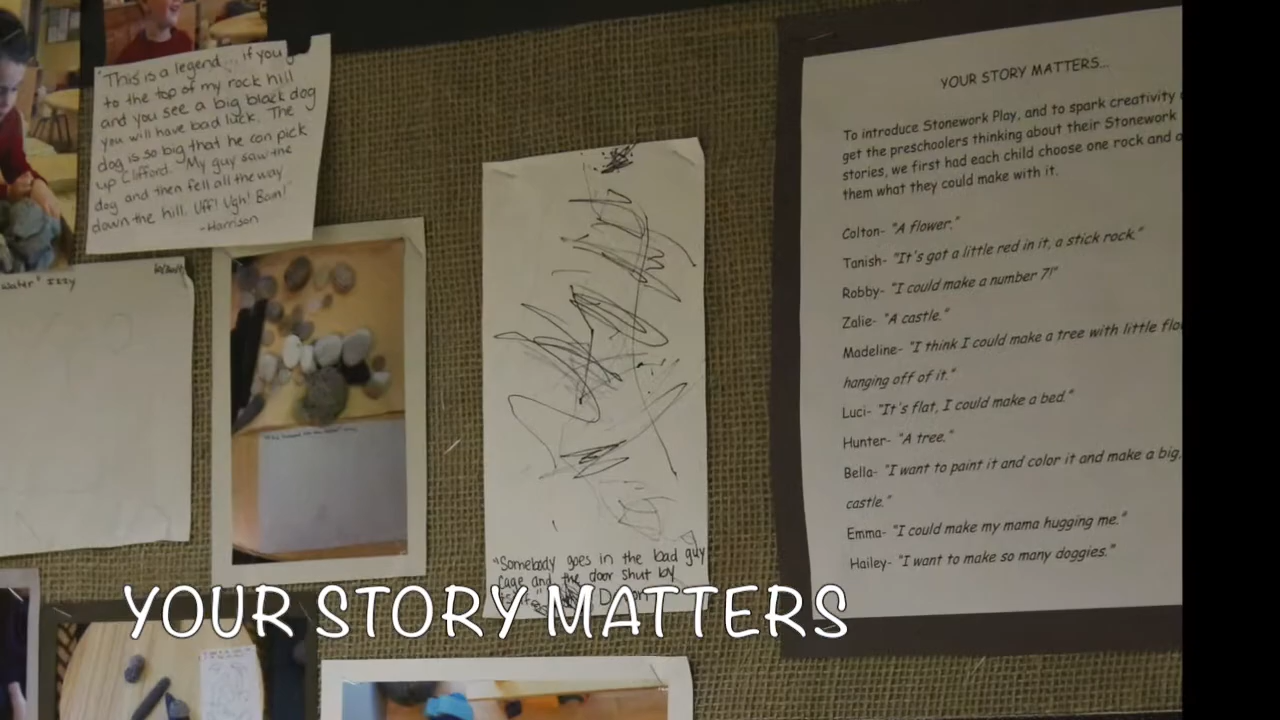 "This is a legend... if you
to the top of my rock hill
and you see a big black dog
you will have bad luck. The
dog is so big that he can pick
up Clifford." "My guy saw the
dog and then fell all the way
down the hill. Uff! Ugh! Bam!"
-Harrison
water" Izzy
"Somebody goes in the bad guy
cage and the door shut by
YOUR STORY MATTERS...
To introduce Stonework Play, and to spark creativity
get the preschoolers thinking about their Stonework
stories, we first had each child choose one rock and
them what they could make with it.
Colton- "A flower."
Tanish- "It's got a little red in it, a stick rock."
Robby- "I could make a number 7!"
Zalie- "A castle."
Madeline- "I think I could make a tree with little
hanging off of it."
Luci- "It's flat, I could make a bed."
Hunter- "A tree."
Bella- "I want to paint it and color it and make a big,
castle."
Emma- "I could make my mama hugging me."
Hailey- "I want to make so many doggies."
YOUR STORY MATTERS